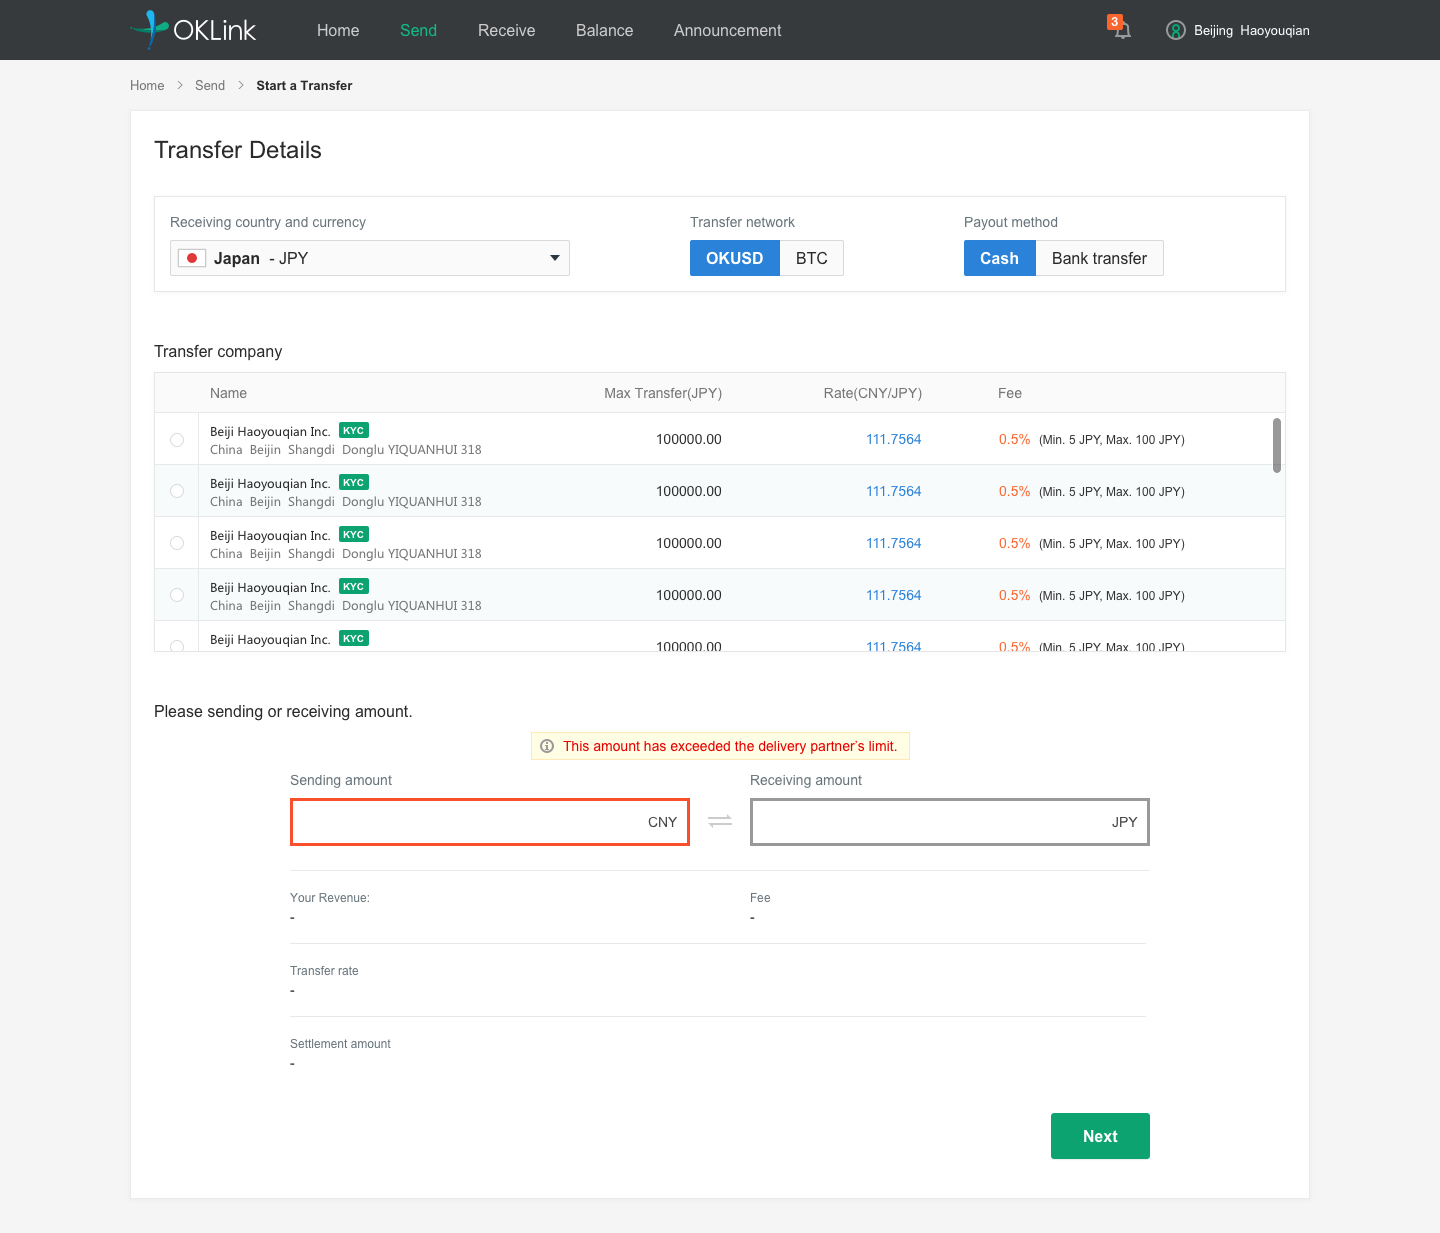 OKLink
Home
Send
Receive
Balance
Announcement
3
Beijing Haoyouqian
Home
Send
Start a Transfer
Transfer Details
Receiving country and currency
Transfer network
Payout method
Japan - JPY
OKUSD
BTC
Cash
Bank transfer
Transfer company
Name
Max Transfer(JPY)
Rate(CNY/JPY)
Fee
Beiji Haoyouqian Inc. KYC
China Beijin Shangdi Donglu YIQUANHUI 318
100000.00
111.7564
0.5% (Min. 5 JPY, Max. 100 JPY)
Beiji Haoyouqian Inc. KYC
China Beijin Shangdi Donglu YIQUANHUI 318
100000.00
111.7564
0.5% (Min. 5 JPY, Max. 100 JPY)
Beiji Haoyouqian Inc. KYC
China Beijin Shangdi Donglu YIQUANHUI 318
100000.00
111.7564
0.5% (Min. 5 JPY, Max. 100 JPY)
Beiji Haoyouqian Inc. KYC
China Beijin Shangdi Donglu YIQUANHUI 318
100000.00
111.7564
0.5% (Min. 5 JPY, Max. 100 JPY)
Beiji Haoyouqian Inc. KYC
100000.00
111.7564
0.5% (Min. 5 JPY, Max. 100 JPY)
Please sending or receiving amount.
This amount has exceeded the delivery partner's limit.
Sending amount
Receiving amount
CNY
JPY
Your Revenue:
Fee
-
-
Transfer rate
-
Settlement amount
-
Next